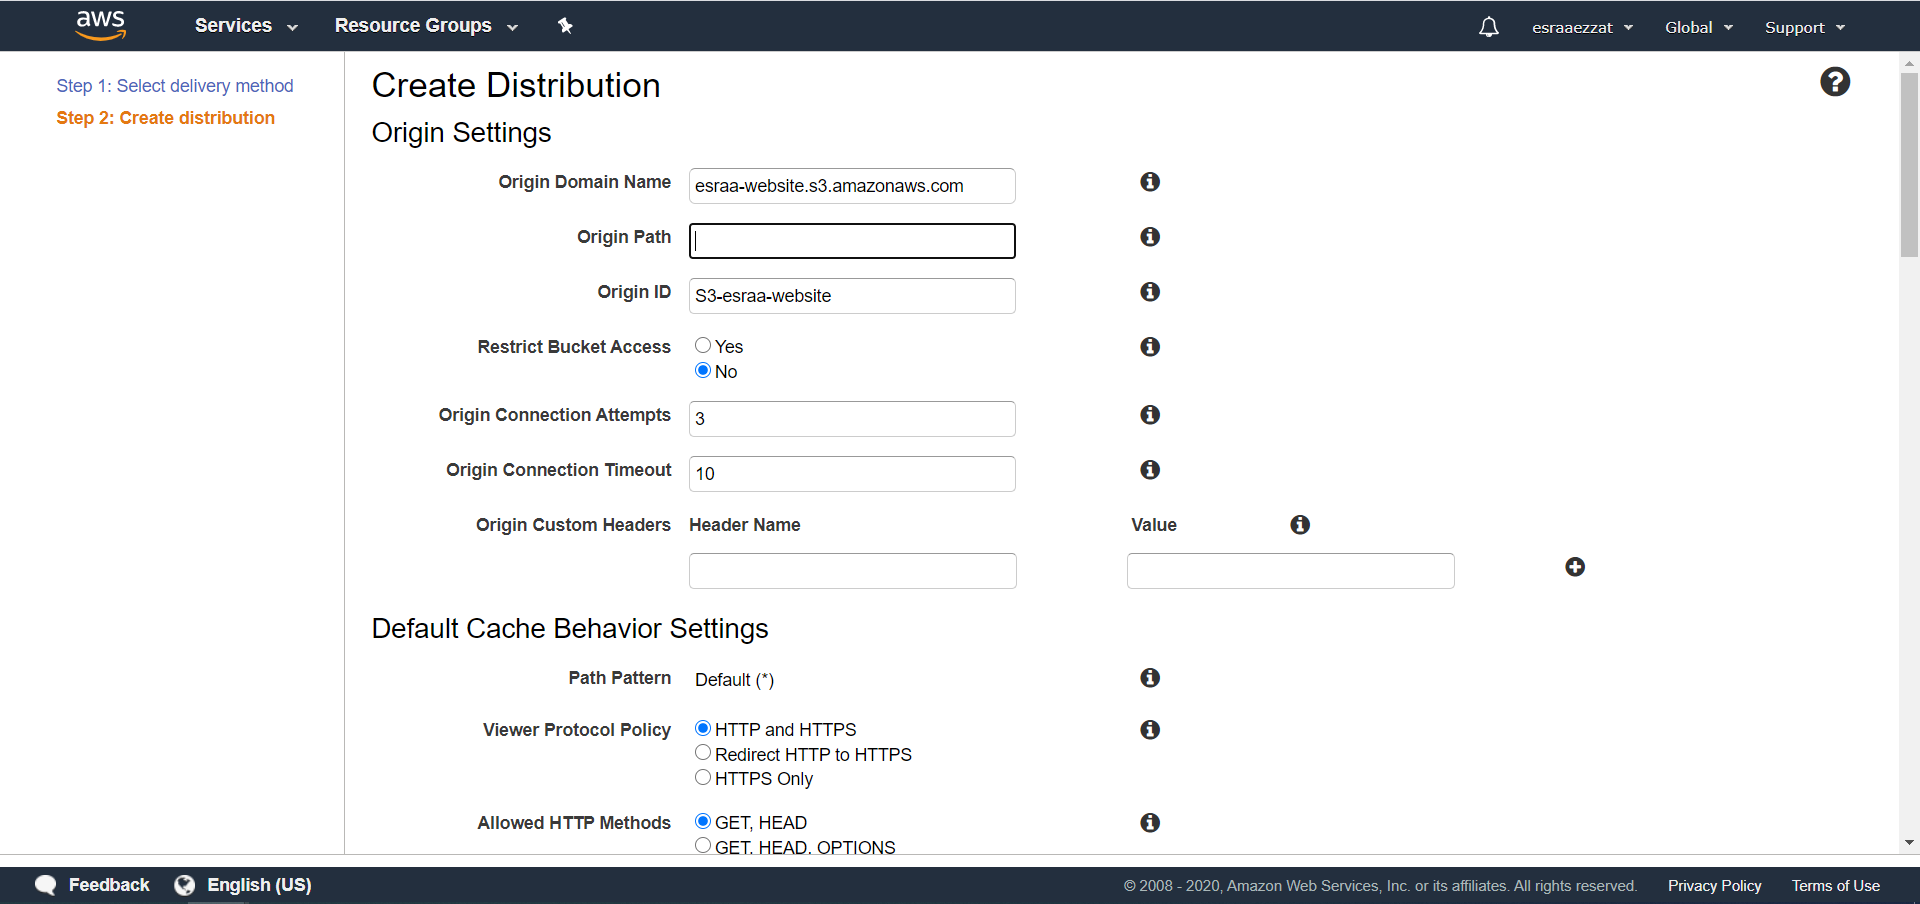 aws
Services
Resource Groups
esraaezzat
Global
Support
Step 1: Select delivery method
Step 2: Create distribution
Create Distribution
Origin Settings
Origin Domain Name
esraa-website.s3.amazonaws.com
Origin Path
Origin ID
S3-esraa-website
Restrict Bucket Access
Yes
No
Origin Connection Attempts
3
Origin Connection Timeout
10
Origin Custom Headers
Header Name
Value
Default Cache Behavior Settings
Path Pattern
Default (*)
Viewer Protocol Policy
HTTP and HTTPS
Redirect HTTP to HTTPS
HTTPS Only
Allowed HTTP Methods
GET, HEAD
GET, HEAD, OPTIONS
Feedback
English (US)
© 2008 - 2020, Amazon Web Services, Inc. or its affiliates. All rights reserved.
Privacy Policy
Terms of Use